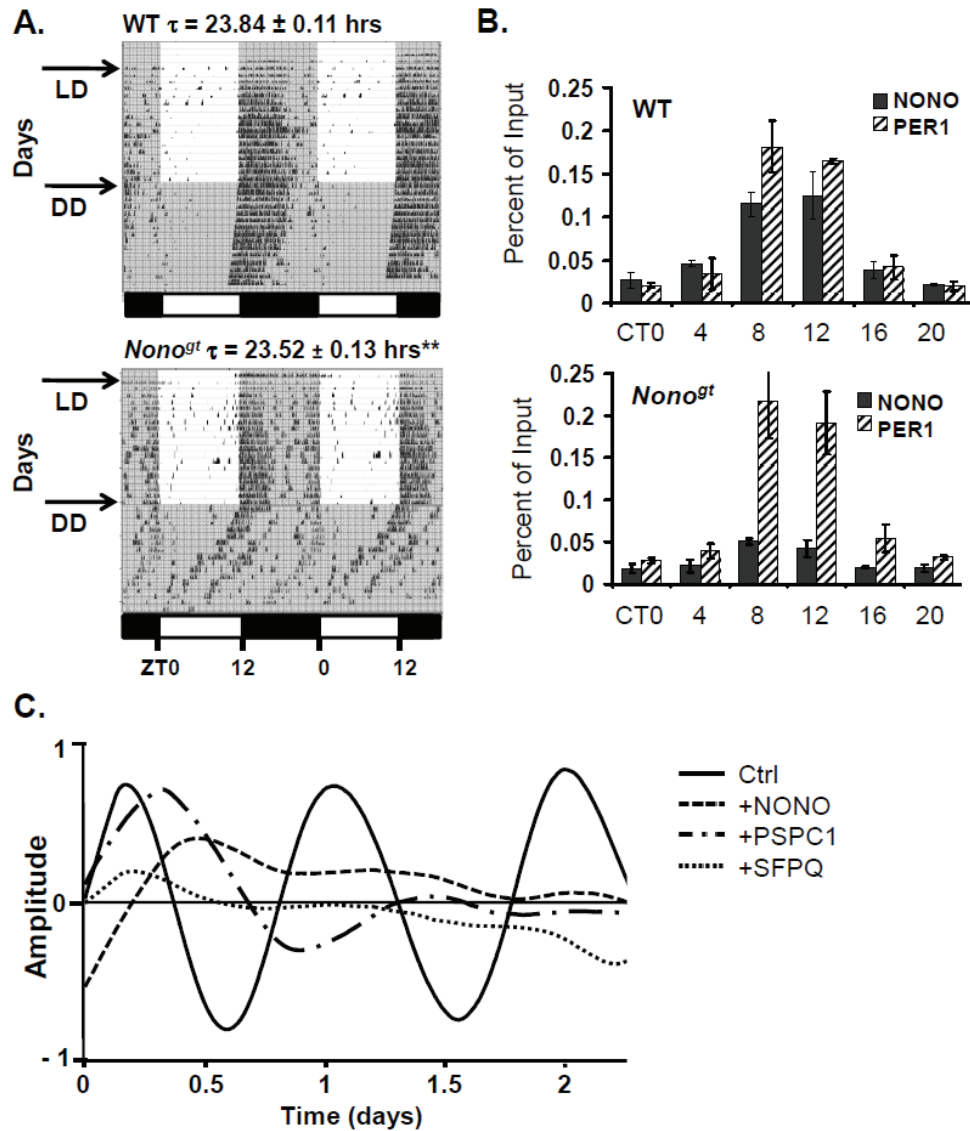 A.
WT τ = 23.84 ± 0.11 hrs
Days
LD
DD
Nonogt τ = 23.52 ± 0.13 hrs**
Days
LD
DD
ZT0 12 0 12
B.
Percent of Input
0.25
0.2
0.15
0.1
0.05
0
WT
NONO
PER1
CT0 4 8 12 16 20
Percent of Input
0.25
0.2
0.15
0.1
0.05
0
Nonogt
NONO
PER1
CT0 4 8 12 16 20
C.
Amplitude
1
0
- 1
0 0.5 1 1.5 2
Time (days)
Ctrl
+NONO
+PSPC1
+SFPQ